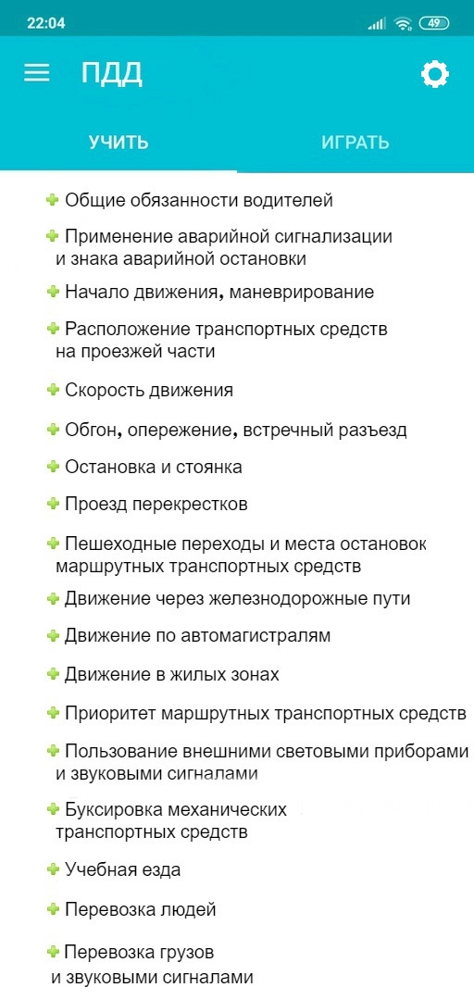 22:04
49
ПДД
УЧИТЬ
ИГРАТЬ
Общие обязанности водителей
Применение аварийной сигнализации
и знака аварийной остановки
Начало движения, маневрирование
Расположение транспортных средств
на проезжей части
Скорость движения
Обгон, опережение, встречный разъезд
Остановка и стоянка
Проезд перекрестков
Пешеходные переходы и места остановок
маршрутных транспортных средств
Движение через железнодорожные пути
Движение по автомагистралям
Движение в жилых зонах
Приоритет маршрутных транспортных средств
Пользование внешними световыми приборами
и звуковыми сигналами
Буксировка механических
транспортных средств
Учебная езда
Перевозка людей
Перевозка грузов
и звуковыми сигналами